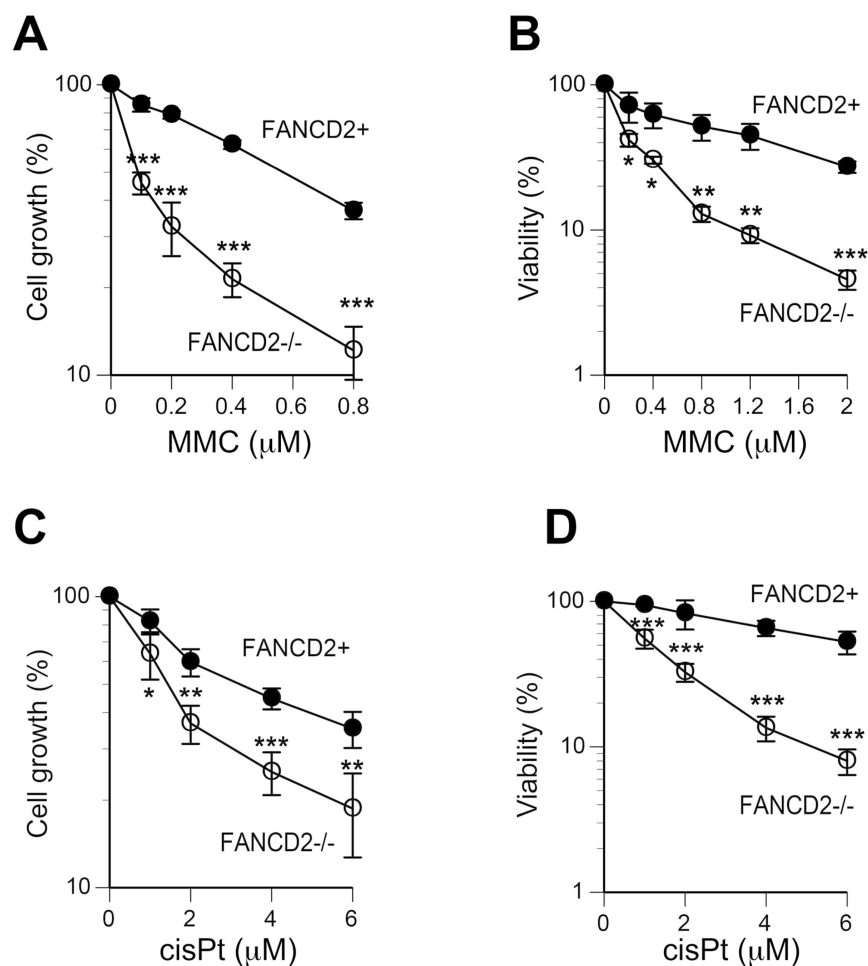 A
100
10
Cell growth (%)
FANCD2+
***
***
***
***
FANCD2-/-
0
0.2
0.4
0.6
0.8
MMC (μM)
B
100
10
1
Viability (%)
FANCD2+
*
*
**
**
***
FANCD2-/-
0
0.4
0.8
1.2
1.6
2
MMC (μM)
C
100
10
Cell growth (%)
FANCD2+
*
**
***
**
FANCD2-/-
0
2
4
6
cisPt (μM)
D
100
10
1
Viability (%)
FANCD2+
***
***
***
***
FANCD2-/-
0
2
4
6
cisPt (μM)